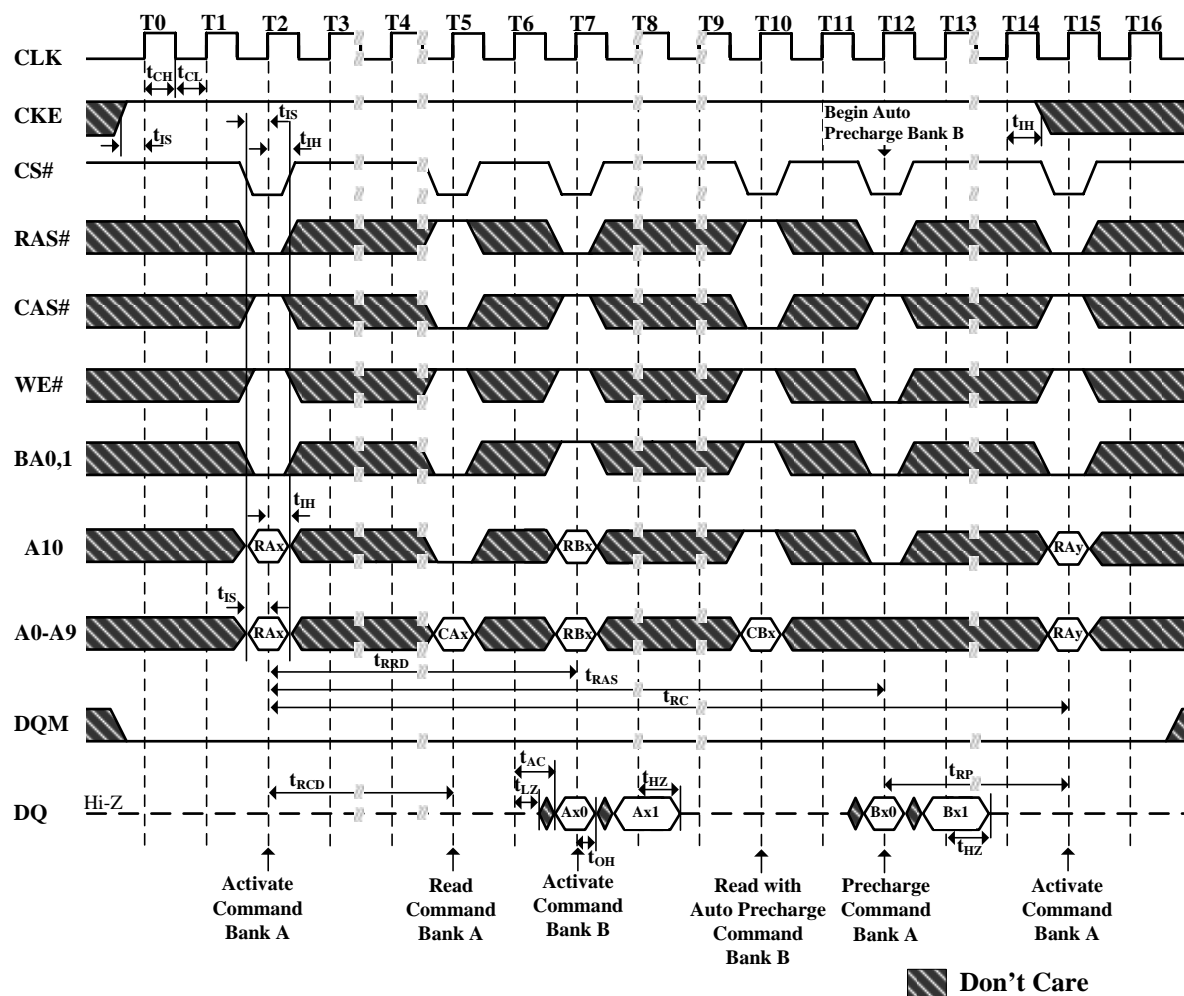 T0 T1 T2 T3 T4 T5 T6 T7 T8 T9 T10 T11 T12 T13 T14 T15 T16
CLK
tCH tCL
CKE
tIS
tIS
tIH
Begin Auto
Precharge Bank B
tIH
CS#
RAS#
CAS#
WE#
BA0,1
tIH
A10
RAx RBx RAy
tIS
A0-A9
RAx CAx RBx CBx RAy
tRRD
tRAS
tRC
DQM
tRCD
tAC
tLZ
tHZ
tRP
DQ
Hi-Z
Ax0 Ax1 Bx0 Bx1
tOH
tHZ
Activate
Command
Bank A
Read
Command
Bank A
Activate
Command
Bank B
Read with
Auto Precharge
Command
Bank B
Precharge
Command
Bank A
Activate
Command
Bank A
Don't Care